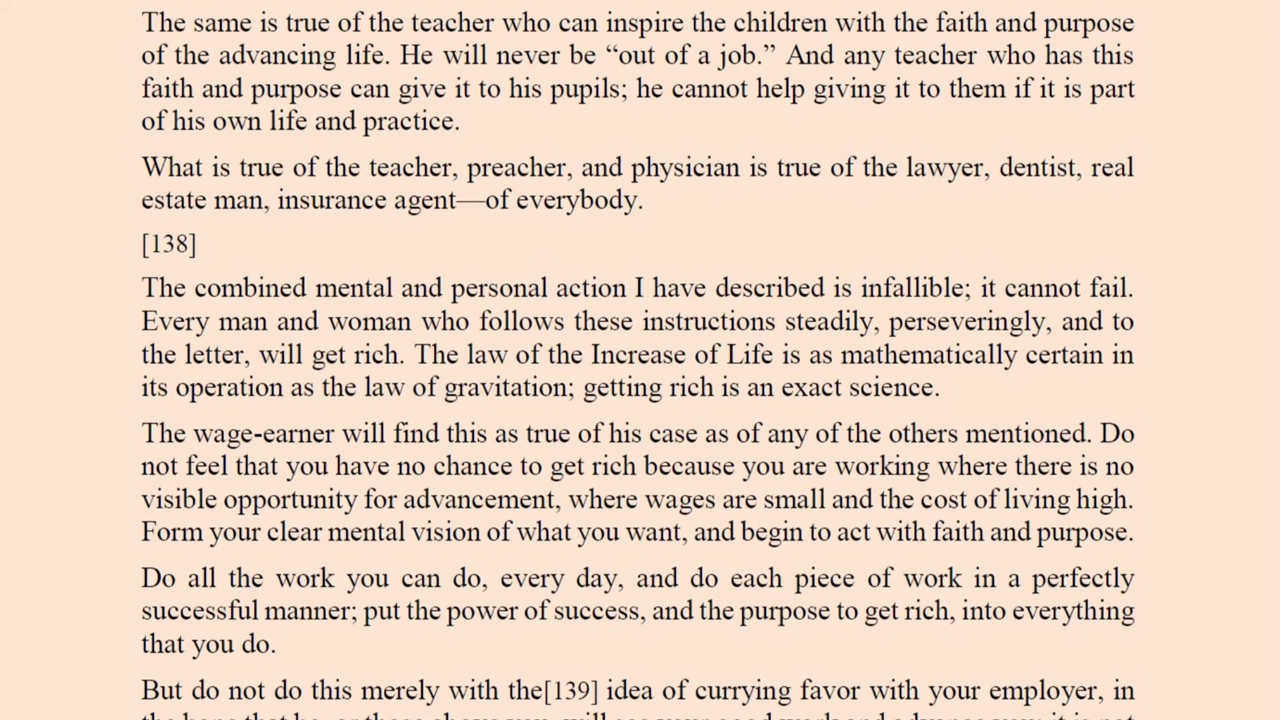 The same is true of the teacher who can inspire the children with the faith and purpose
of the advancing life. He will never be “out of a job.” And any teacher who has this
faith and purpose can give it to his pupils; he cannot help giving it to them if it is part
of his own life and practice.
What is true of the teacher, preacher, and physician is true of the lawyer, dentist, real
estate man, insurance agent—of everybody.
[138]
The combined mental and personal action I have described is infallible; it cannot fail.
Every man and woman who follows these instructions steadily, perseveringly, and to
the letter, will get rich. The law of the Increase of Life is as mathematically certain in
its operation as the law of gravitation; getting rich is an exact science.
The wage-earner will find this as true of his case as of any of the others mentioned. Do
not feel that you have no chance to get rich because you are working where there is no
visible opportunity for advancement, where wages are small and the cost of living high.
Form your clear mental vision of what you want, and begin to act with faith and purpose.
Do all the work you can do, every day, and do each piece of work in a perfectly
successful manner; put the power of success, and the purpose to get rich, into everything
that you do.
But do not do this merely with the[139] idea of currying favor with your employer, in